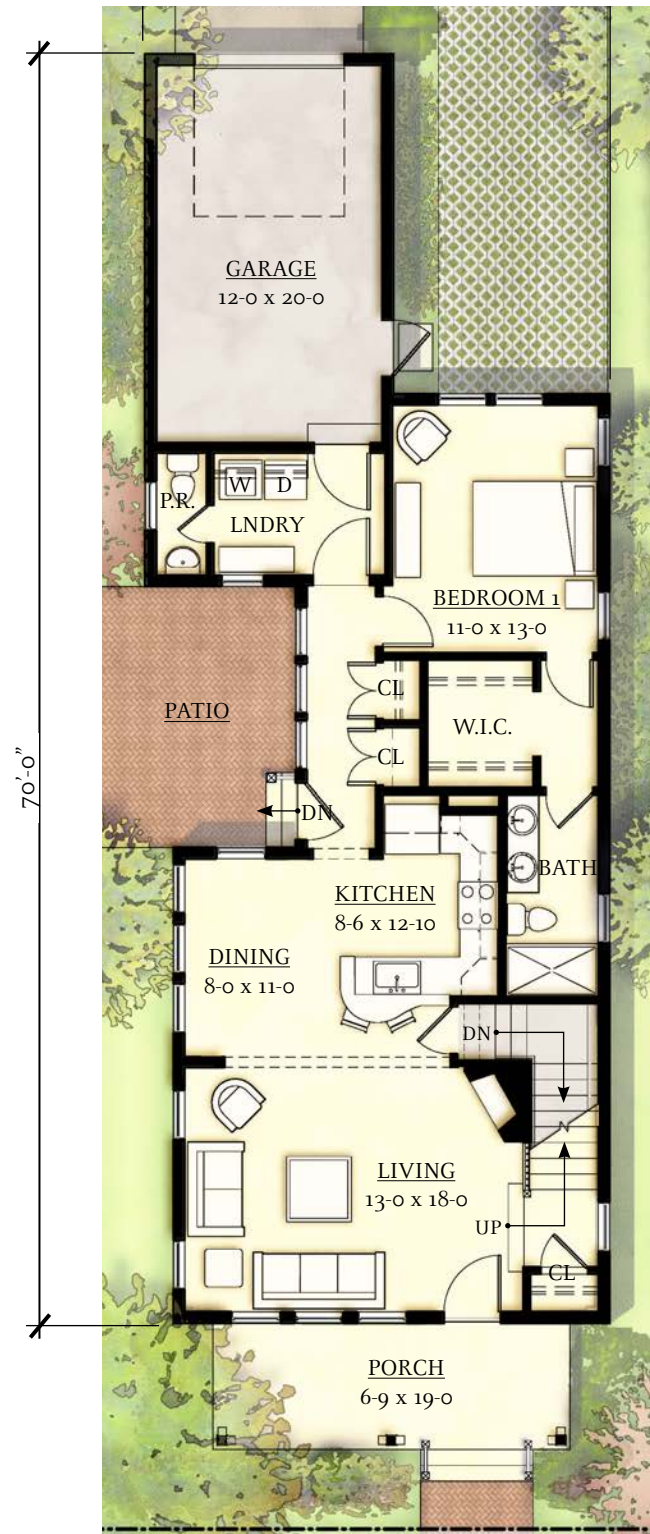 GARAGE
12-0 x 20-0
P.R.
W
D
LNDRY
BEDROOM 1
11-0 x 13-0
CL
W.I.C.
PATIO
CL
70'-0"
DN
BATH
KITCHEN
8-6 x 12-10
DINING
8-0 x 11-0
DN
LIVING
13-0 x 18-0
UP
CL
PORCH
6-9 x 19-0